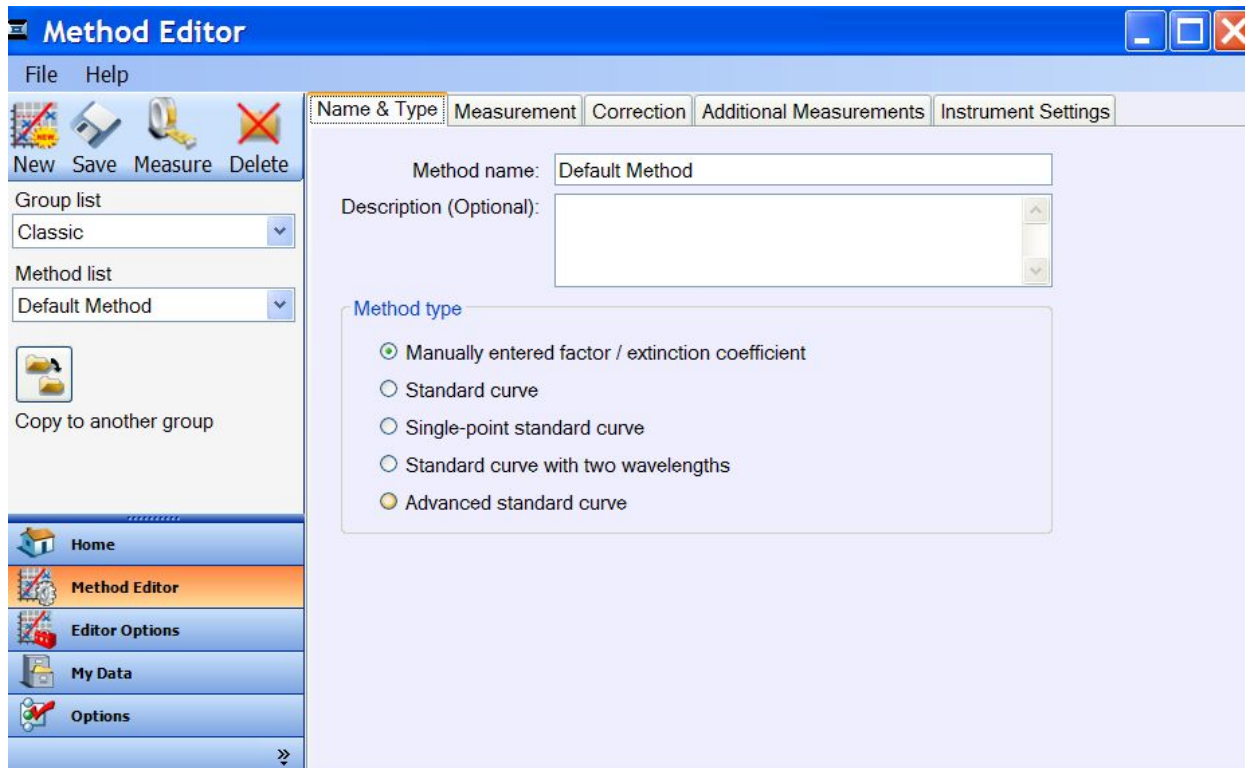 Method Editor
File Help
New Save Measure Delete
Group list
Classic
Method list
Default Method
Copy to another group
Home
Method Editor
Editor Options
My Data
Options
Name & Type Measurement Correction Additional Measurements Instrument Settings
Method name: Default Method
Description (Optional):
Method type
Manually entered factor / extinction coefficient
Standard curve
Single-point standard curve
Standard curve with two wavelengths
Advanced standard curve